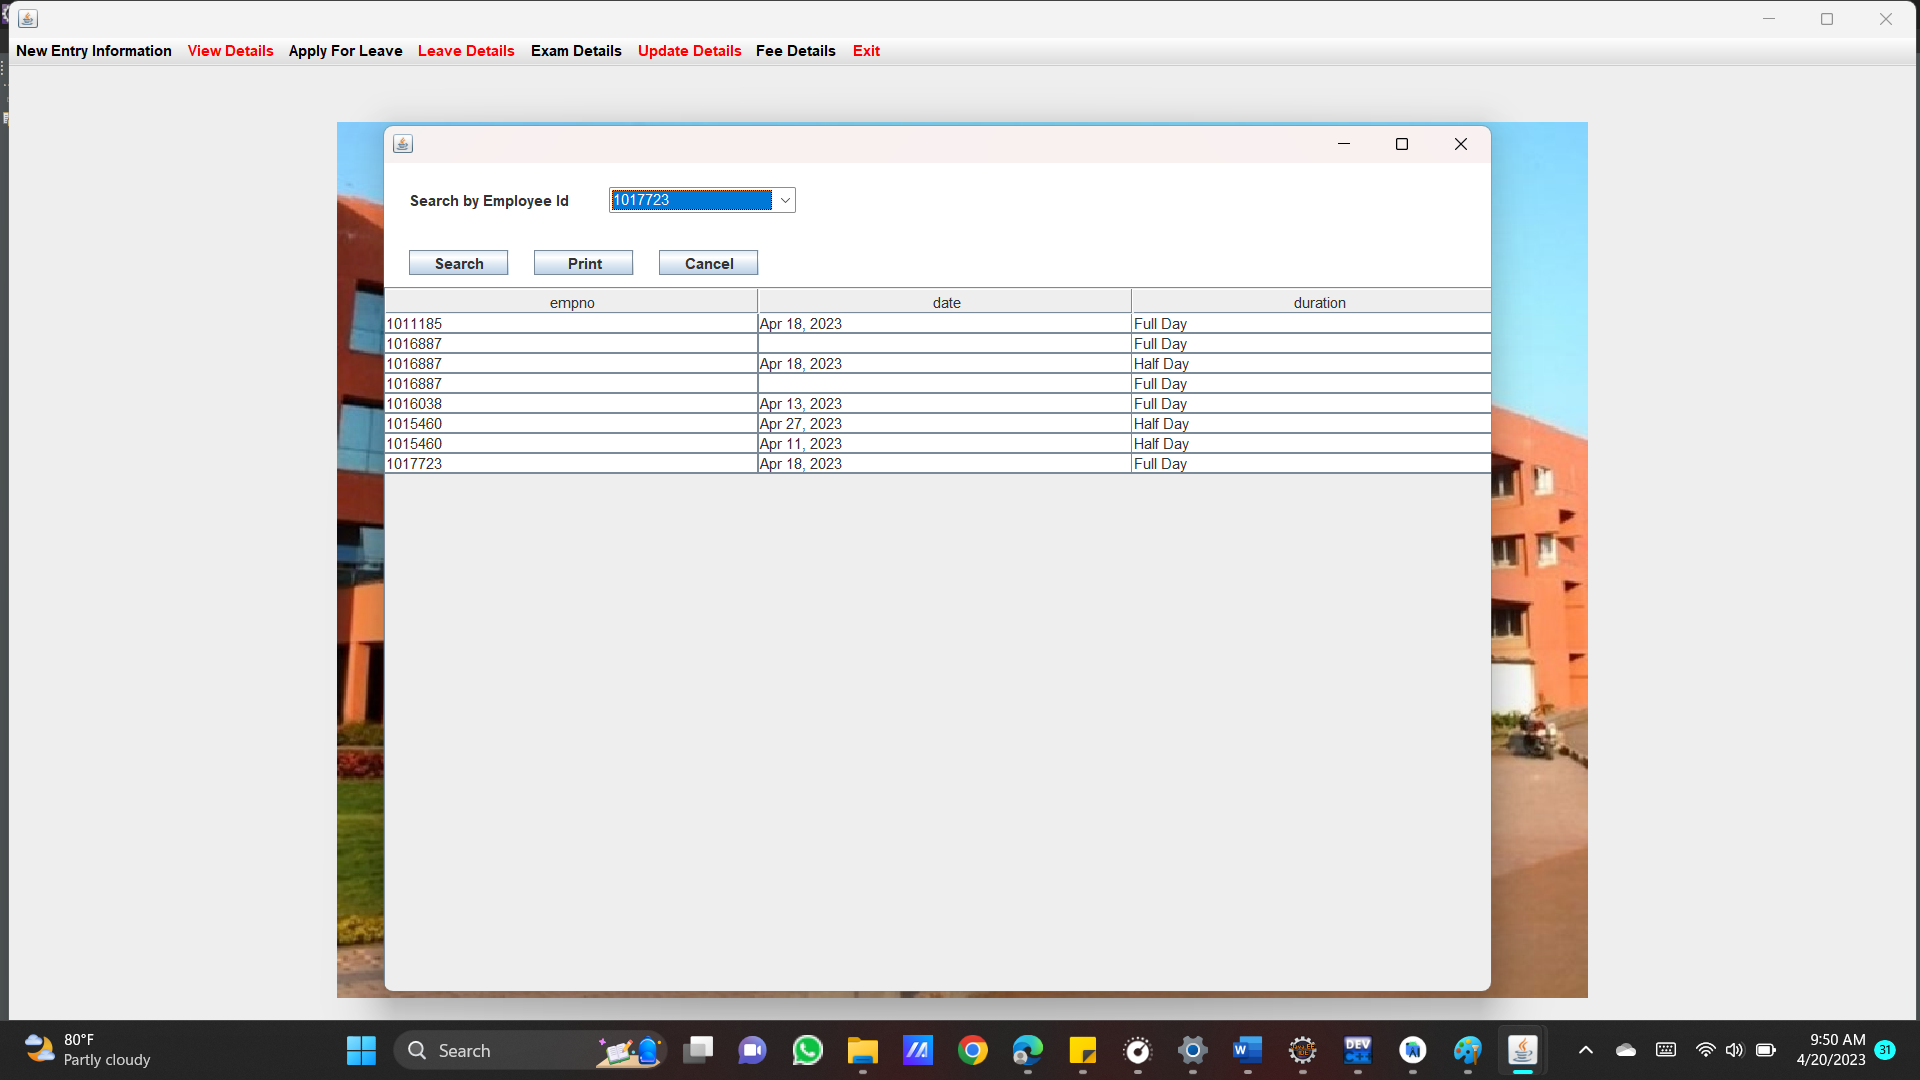 New Entry Information View Details Apply For Leave Leave Details Exam Details Update Details Fee Details Exit
Search by Employee Id 1017723
Search Print Cancel
empno date duration
1011185 Apr 18, 2023 Full Day
1016887 Full Day
1016887 Apr 18, 2023 Half Day
1016887 Full Day
1016038 Apr 13, 2023 Full Day
1015460 Apr 27, 2023 Half Day
1015460 Apr 11, 2023 Half Day
1017723 Apr 18, 2023 Full Day
80°F
Partly cloudy
Search
W
DEV
C++
9:50 AM
4/20/2023
31